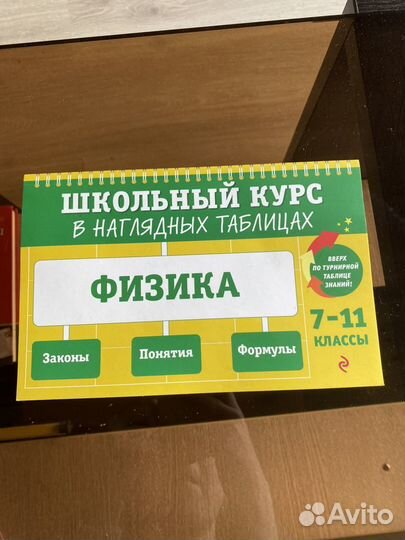 ШКОЛЬНЫЙ КУРС
В НАГЛЯДНЫХ ТАБЛИЦАХ
ВВЕРХ
ПО ТУРНИРНОЙ
ТАБЛИЦЕ
ЗНАНИЙ!
ФИЗИКА
7-11
КЛАССЫ
Законы
Понятия
Формулы
Avito